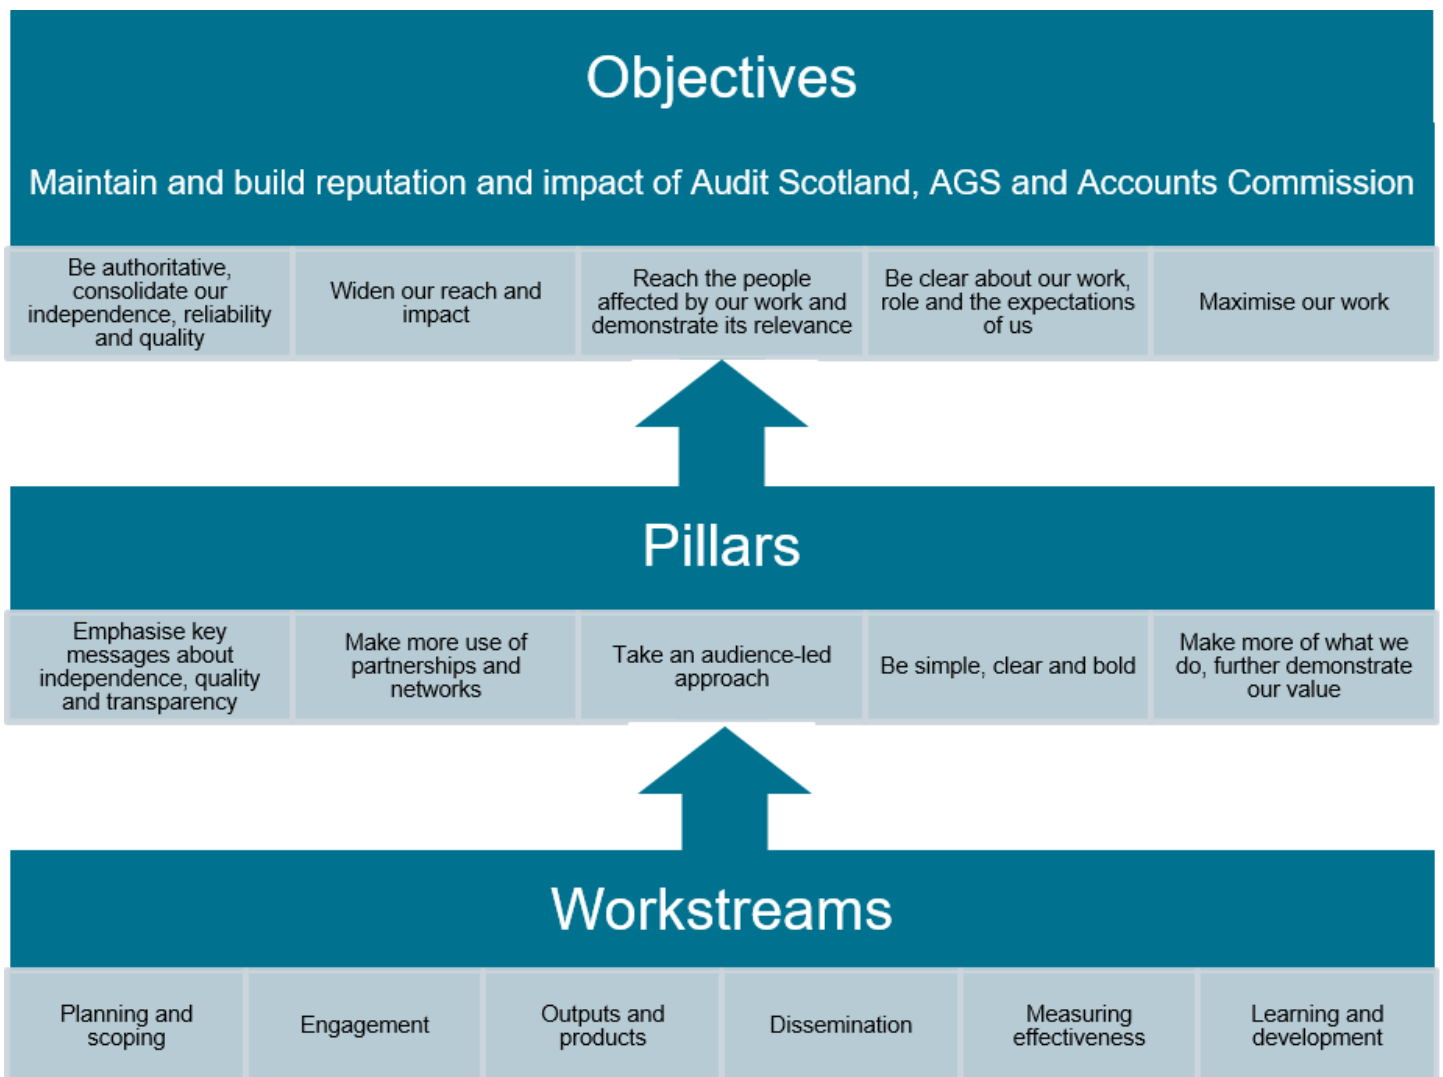 Objectives
Maintain and build reputation and impact of Audit Scotland, AGS and Accounts Commission
Be authoritative,
consolidate our
independence, reliability
and quality
Widen our reach and
impact
Reach the people
affected by our work and
demonstrate its relevance
Be clear about our work,
role and the expectations
of us
Maximise our work
Pillars
Emphasise key
messages about
independence, quality
and transparency
Make more use of
partnerships and
networks
Take an audience-led
approach
Be simple, clear and bold
Make more of what we
do, further demonstrate
our value
Workstreams
Planning and
scoping
Engagement
Outputs and
products
Dissemination
Measuring
effectiveness
Learning and
development